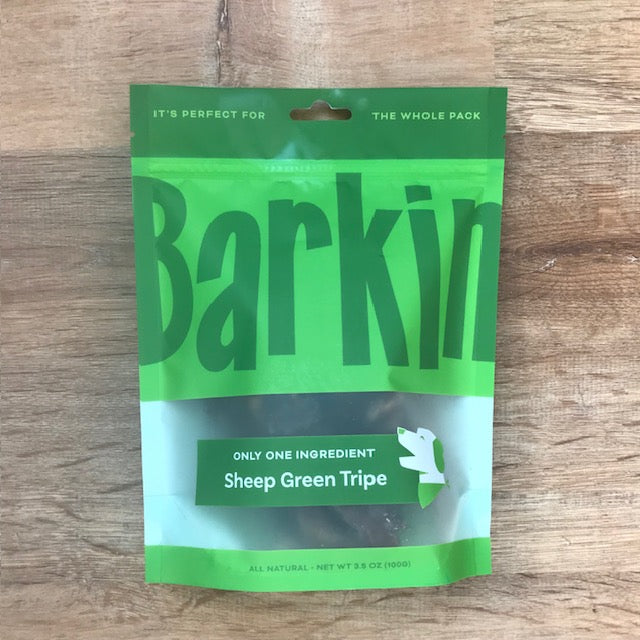 IT'S PERFECT FOR THE WHOLE PACK
Barkin
ONLY ONE INGREDIENT
Sheep Green Tripe
ALL NATURAL - NET WT 3.5 OZ (100G)